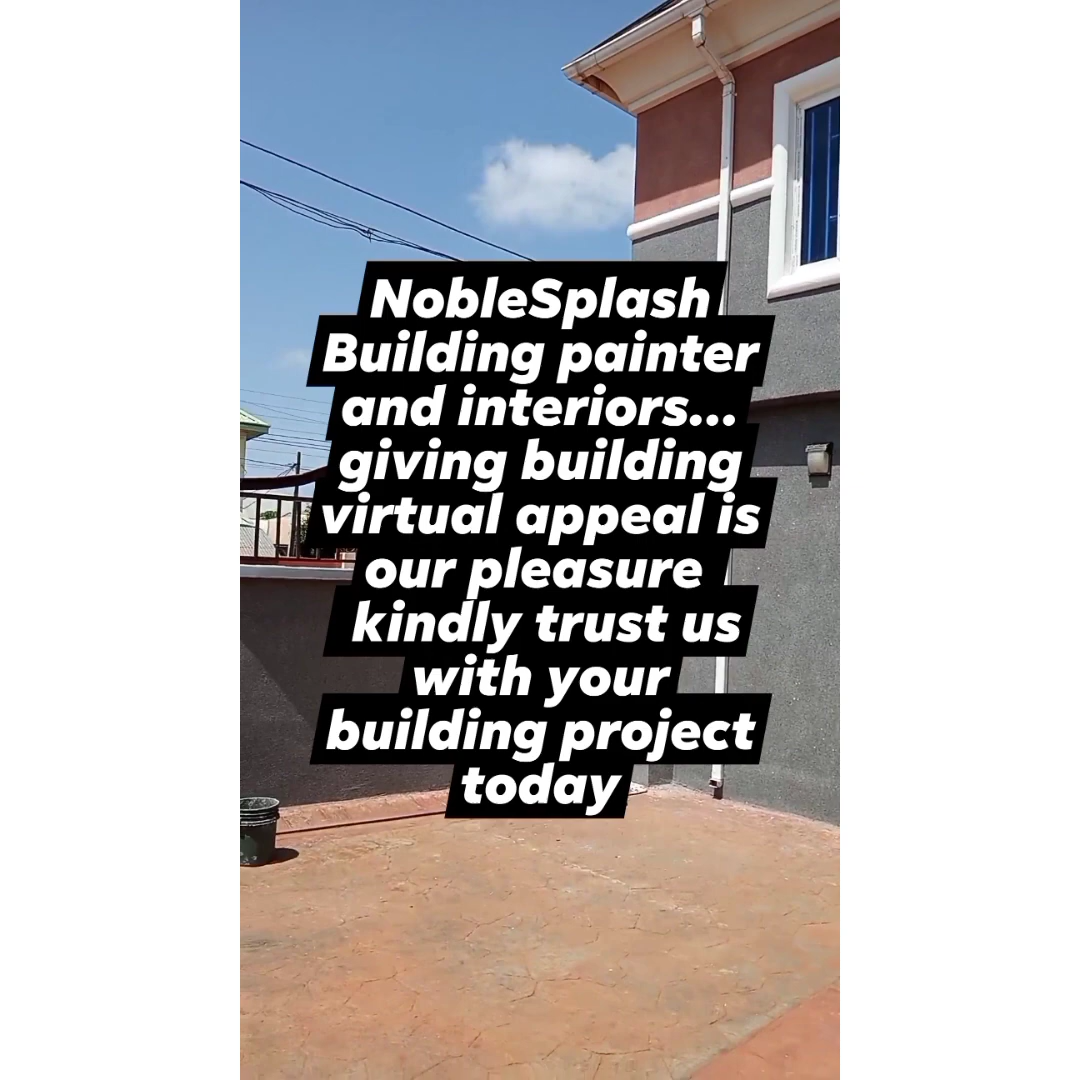 NobleSplash
Building painter
and interiors...
giving building
virtual appeal is
our pleasure
kindly trust us
with your
building project
today